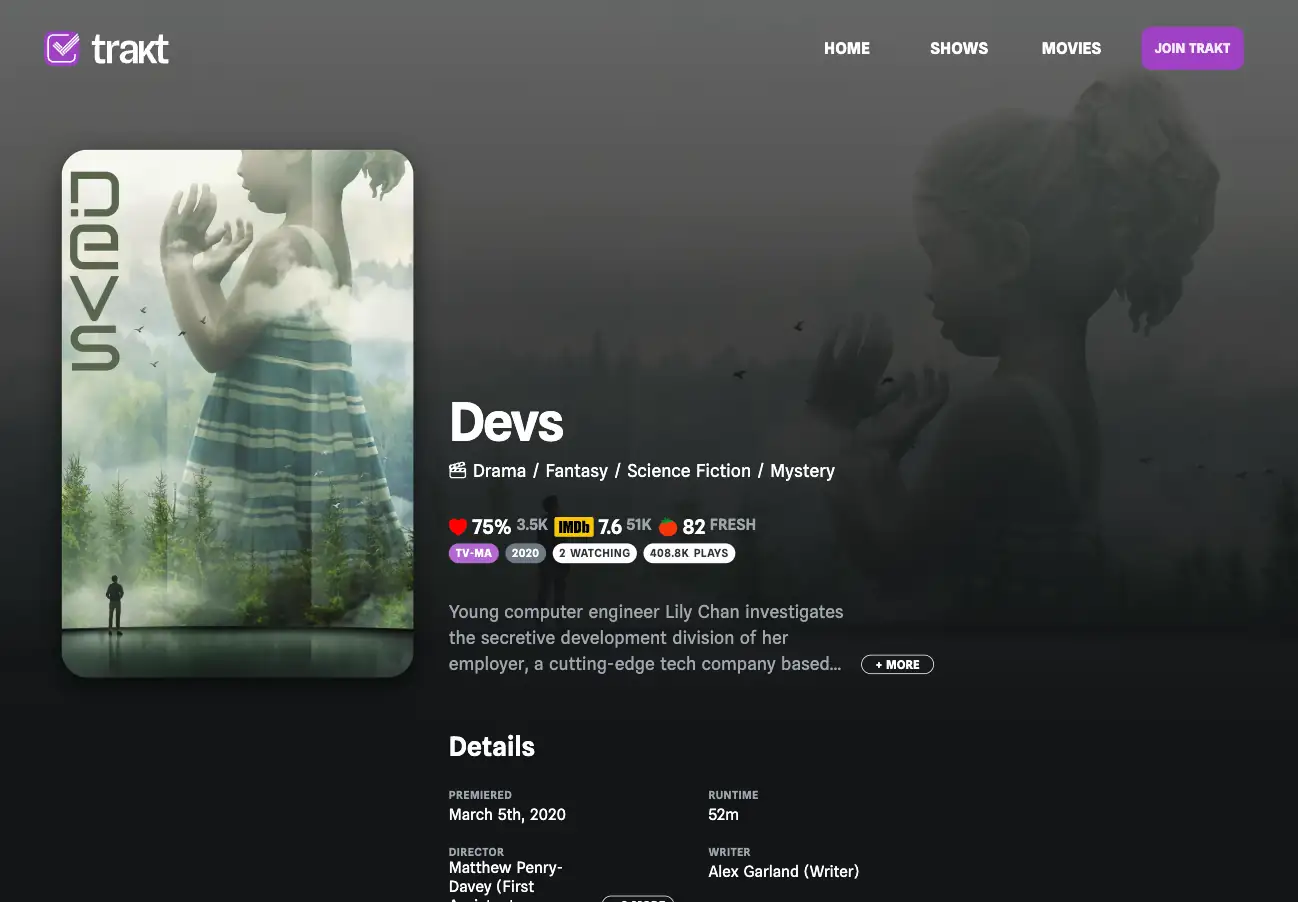 trakt
HOME
SHOWS
MOVIES
JOIN TRAKT
DEVS
Devs
Drama / Fantasy / Science Fiction / Mystery
75% 3.5K IMDb 7.6 51K 82 FRESH
TV-MA 2020 2 WATCHING 408.8K PLAYS
Young computer engineer Lily Chan investigates
the secretive development division of her
employer, a cutting-edge tech company based...
+ MORE
Details
PREMIERED
March 5th, 2020
RUNTIME
52m
DIRECTOR
Matthew Penry-
Davey (First
WRITER
Alex Garland (Writer)